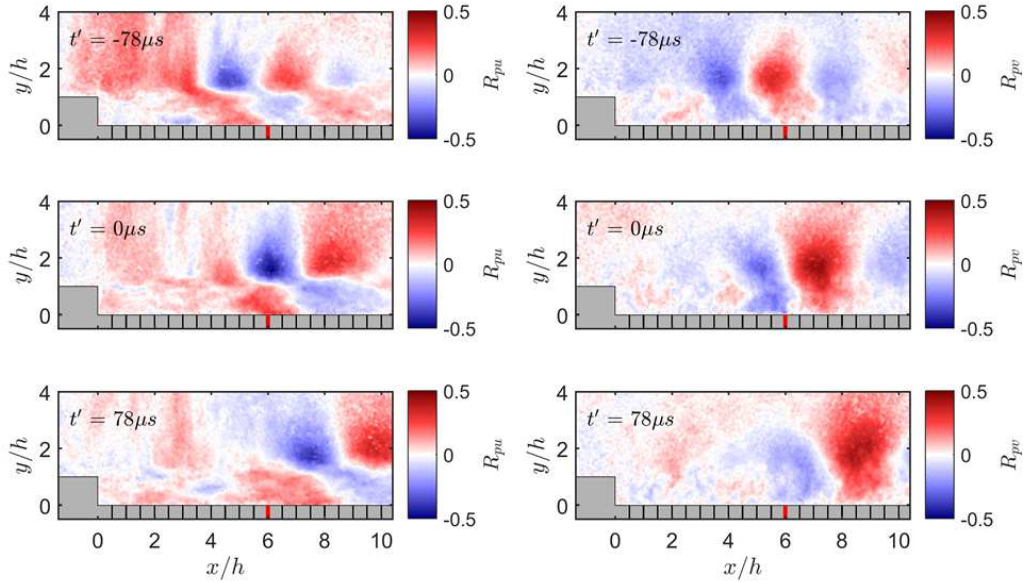 4
2
0
y/h
t′ = -78μs
0.5
0
-0.5
R_pu
4
2
0
y/h
t′ = -78μs
0.5
0
-0.5
R_pv
4
2
0
y/h
t′ = 0μs
0.5
0
-0.5
R_pu
4
2
0
y/h
t′ = 0μs
0.5
0
-0.5
R_pv
4
2
0
y/h
t′ = 78μs
0.5
0
-0.5
R_pu
0 2 4 6 8 10
x/h
4
2
0
y/h
t′ = 78μs
0.5
0
-0.5
R_pv
0 2 4 6 8 10
x/h